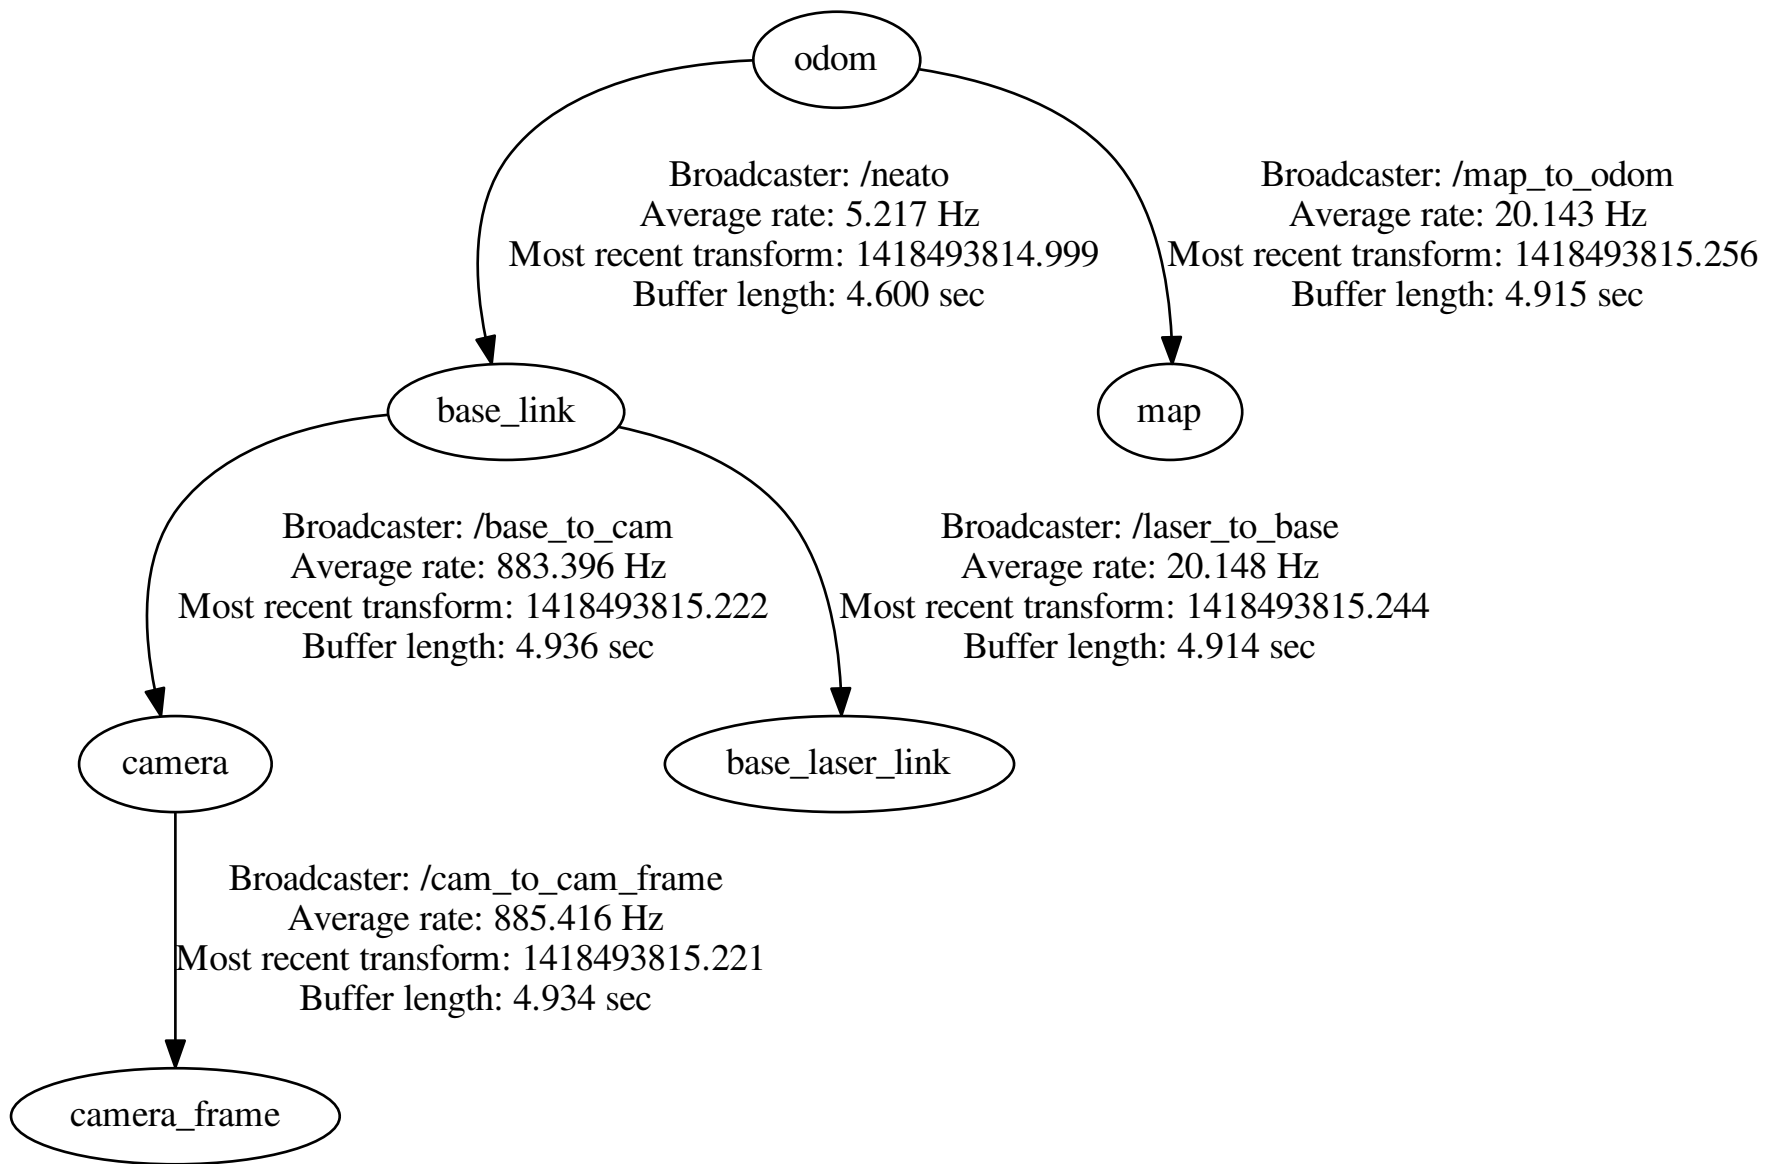 odom
Broadcaster: /neato
Average rate: 5.217 Hz
Most recent transform: 1418493814.999
Buffer length: 4.600 sec
Broadcaster: /map_to_odom
Average rate: 20.143 Hz
Most recent transform: 1418493815.256
Buffer length: 4.915 sec
base_link
map
Broadcaster: /base_to_cam
Average rate: 883.396 Hz
Most recent transform: 1418493815.222
Buffer length: 4.936 sec
Broadcaster: /laser_to_base
Average rate: 20.148 Hz
Most recent transform: 1418493815.244
Buffer length: 4.914 sec
camera
base_laser_link
Broadcaster: /cam_to_cam_frame
Average rate: 885.416 Hz
Most recent transform: 1418493815.221
Buffer length: 4.934 sec
camera_frame